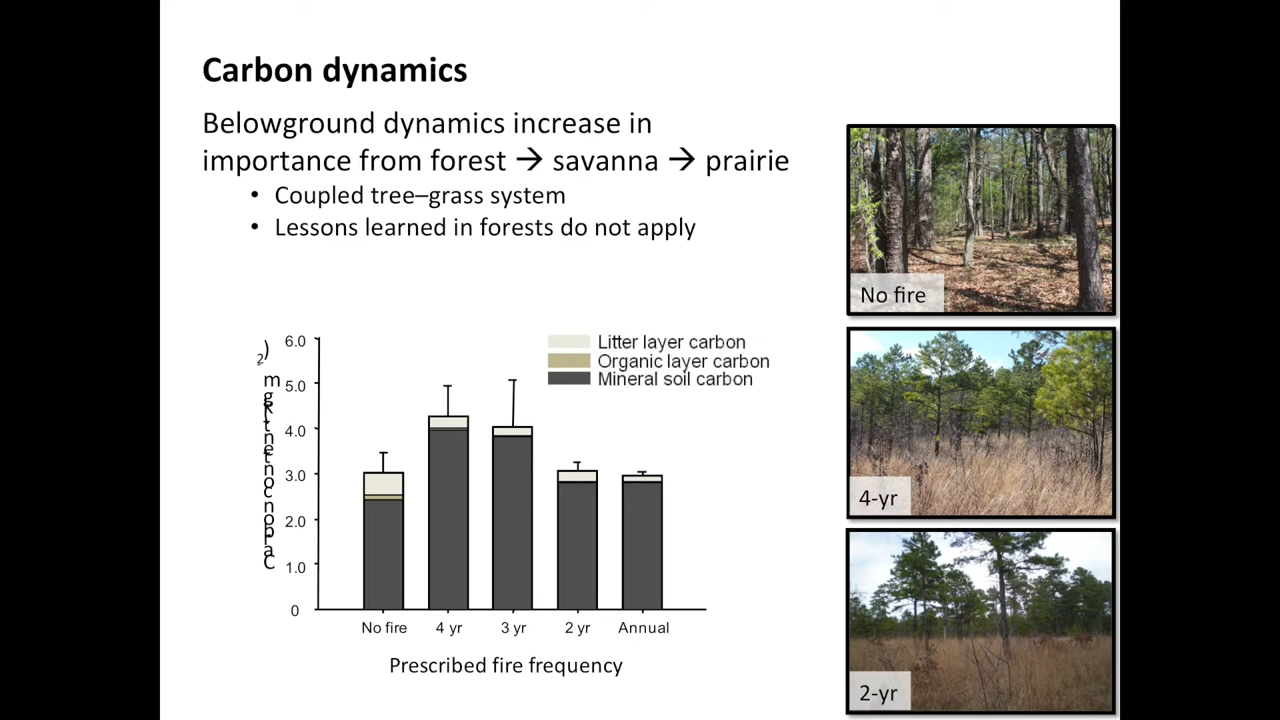 Carbon dynamics
Belowground dynamics increase in
importance from forest → savanna → prairie
• Coupled tree–grass system
• Lessons learned in forests do not apply
6.0
5.0
4.0
3.0
2.0
1.0
0
Litter layer carbon
Organic layer carbon
Mineral soil carbon
No fire
4 yr
3 yr
2 yr
Annual
Prescribed fire frequency
No fire
4-yr
2-yr